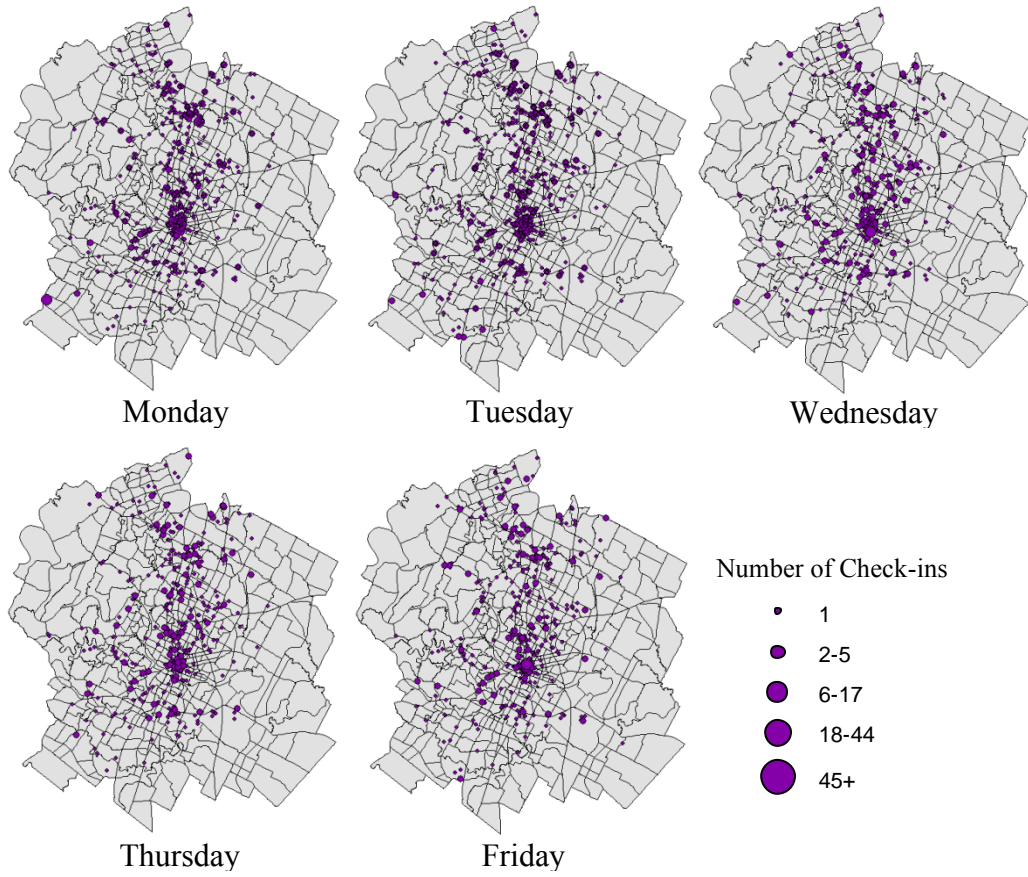 Monday
Tuesday
Wednesday
Thursday
Friday
Number of Check-ins
1
2-5
6-17
18-44
45+